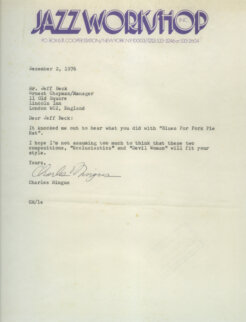 JAZZ WORKSHOP INC.
December 2, 1976
Mr. Jeff Beck
Ernest Chapman/Manager
11 Old Square
Lincoln Inn
London WC2, England
Dear Jeff Beck:
It knocked me out to hear what you did with "Blues For Pork Pie
Hat".
I hope I'm not assuming too much to think that these two
compositions, "Ecclusiastics" and "Devil Woman" will fit your
style.
Yours,
Charles Mingus
Charles Mingus
CM/ls